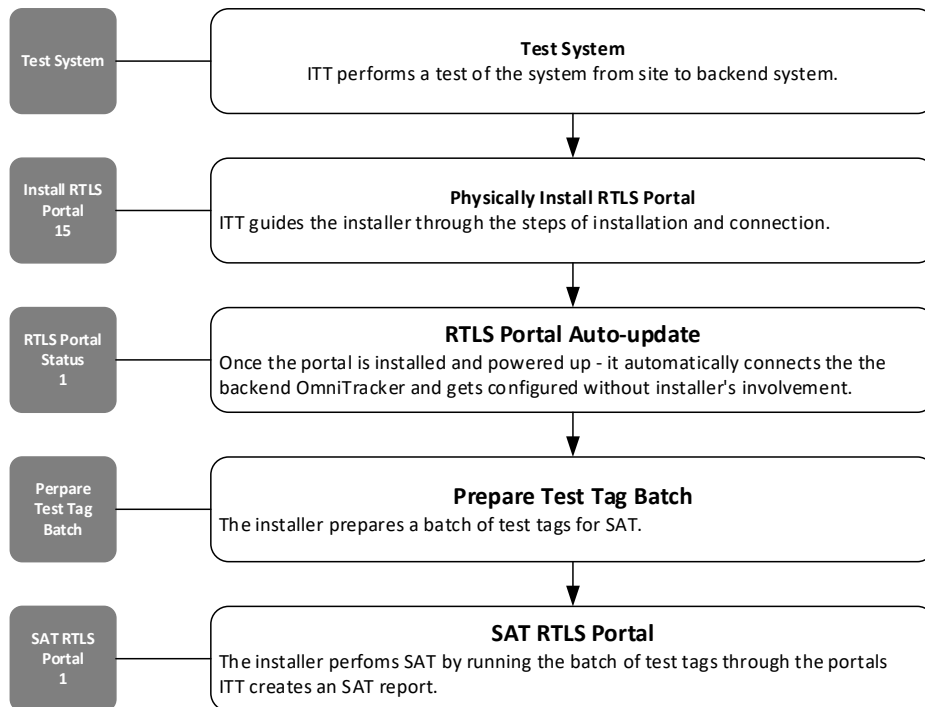 Test System
Test System
ITT performs a test of the system from site to backend system.
Install RTLS
Portal
15
Physically Install RTLS Portal
ITT guides the installer through the steps of installation and connection.
RTLS Portal
Status
1
RTLS Portal Auto-update
Once the portal is installed and powered up - it automatically connects the the
backend OmniTracker and gets configured without installer's involvement.
Perpare
Test Tag
Batch
Prepare Test Tag Batch
The installer prepares a batch of test tags for SAT.
SAT RTLS
Portal
1
SAT RTLS Portal
The installer perfoms SAT by running the batch of test tags through the portals
ITT creates an SAT report.